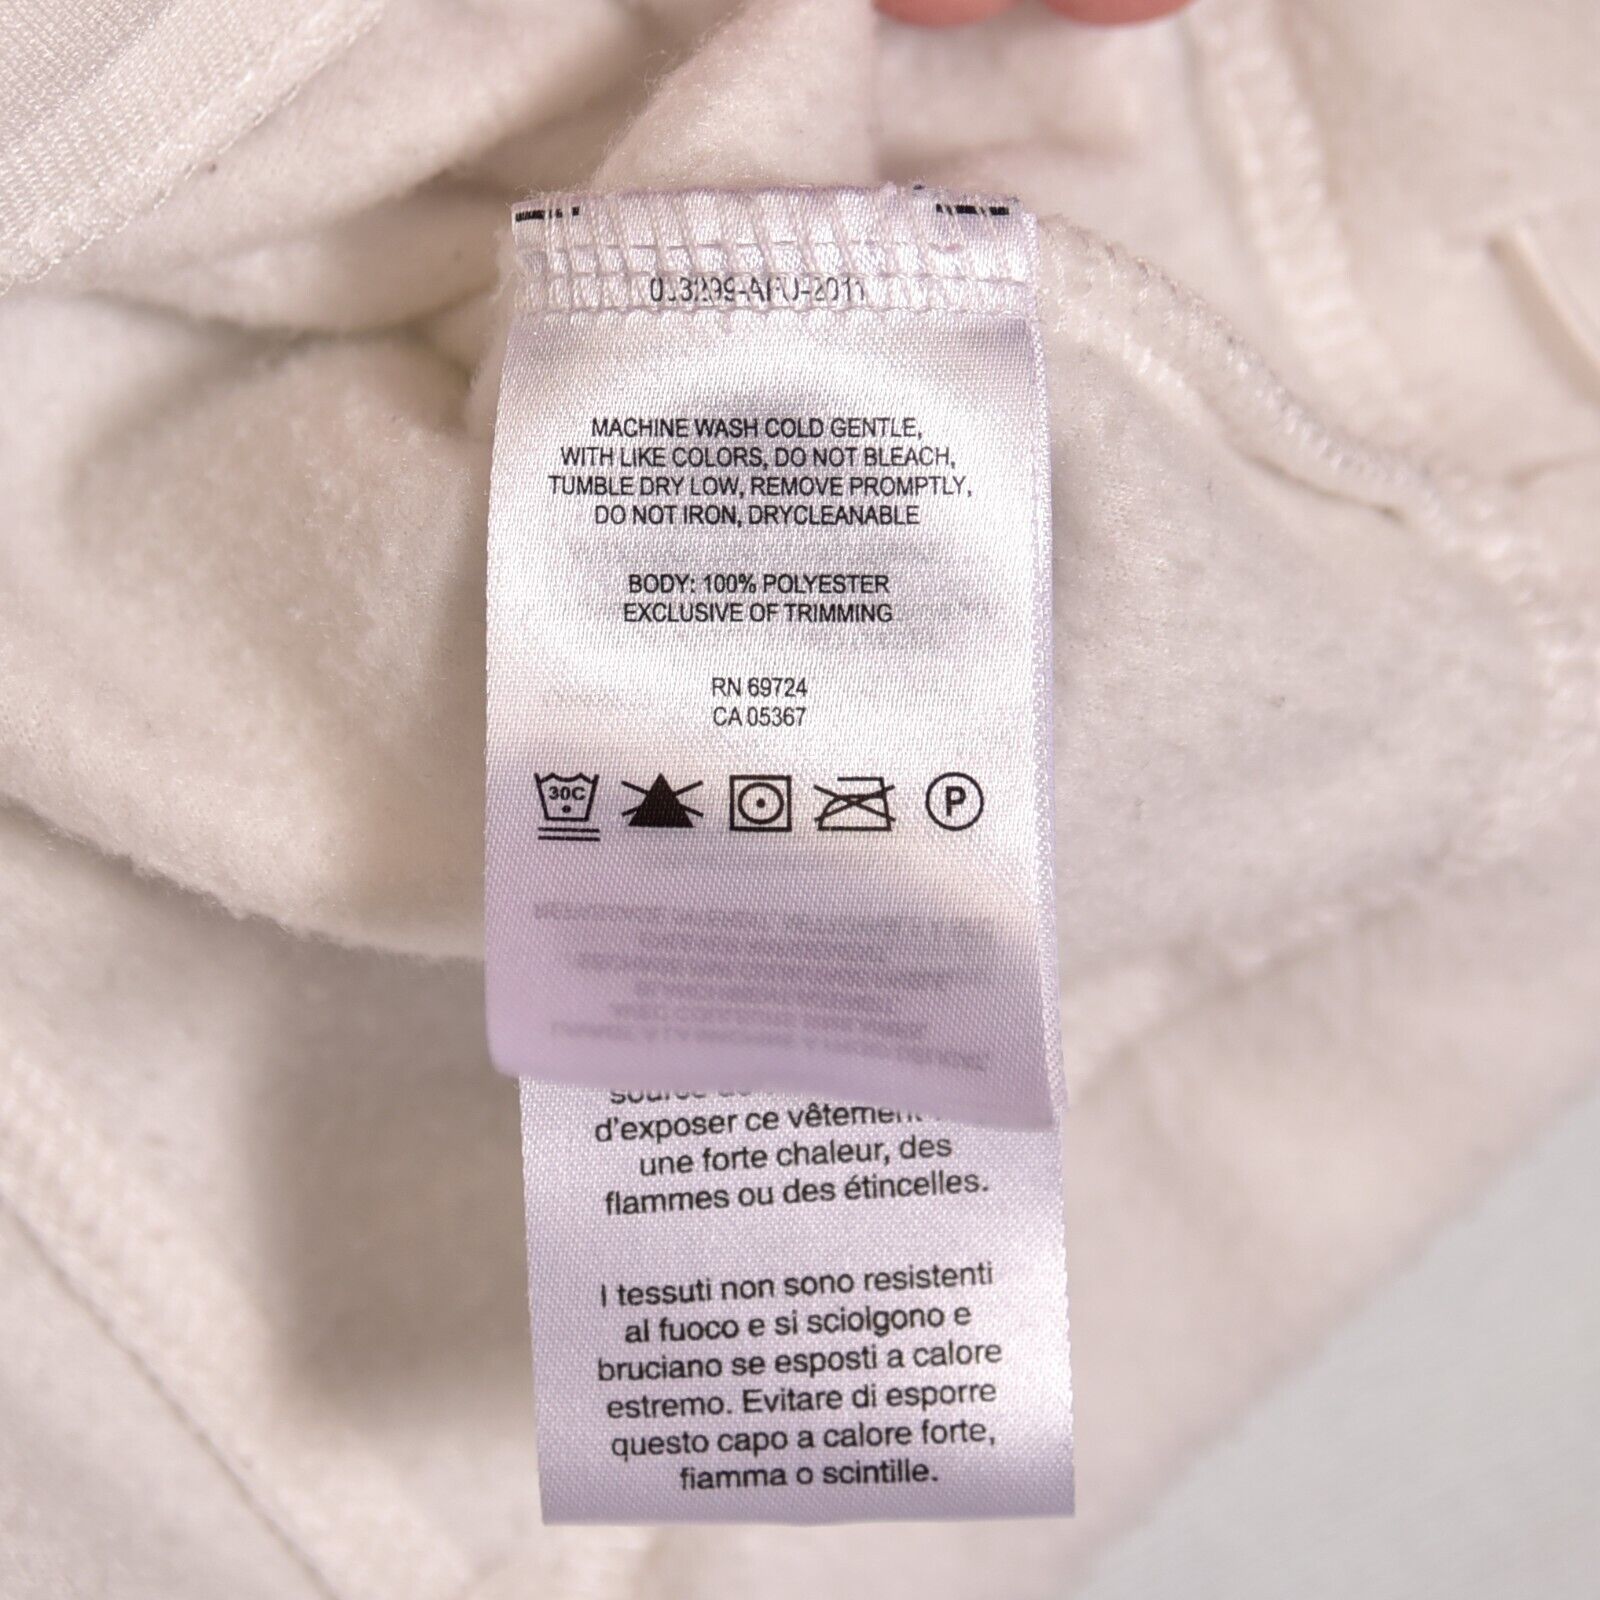 MACHINE WASH COLD GENTLE,
WITH LIKE COLORS, DO NOT BLEACH,
TUMBLE DRY LOW, REMOVE PROMPTLY,
DO NOT IRON, DRYCLEANABLE
BODY: 100% POLYESTER
EXCLUSIVE OF TRIMMING
RN 69724
CA 05367
30C
P
d'exposer ce vêtement
une forte chaleur, des
flammes ou des étincelles.
I tessuti non sono resistenti
al fuoco e si sciolgono e
bruciano se esposti a calore
estremo. Evitare di esporre
questo capo a calore forte,
fiamma o scintille.